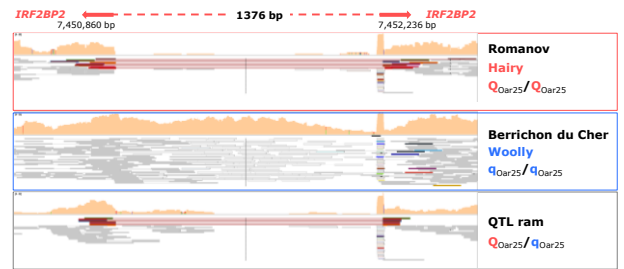 IRF2BP2 1376 bp IRF2BP2
7,450,860 bp 7,452,236 bp
Romanov
Hairy
QOar25/QOar25
Berrichon du Cher
Woolly
qOar25/qOar25
QTL ram
QOar25/qOar25